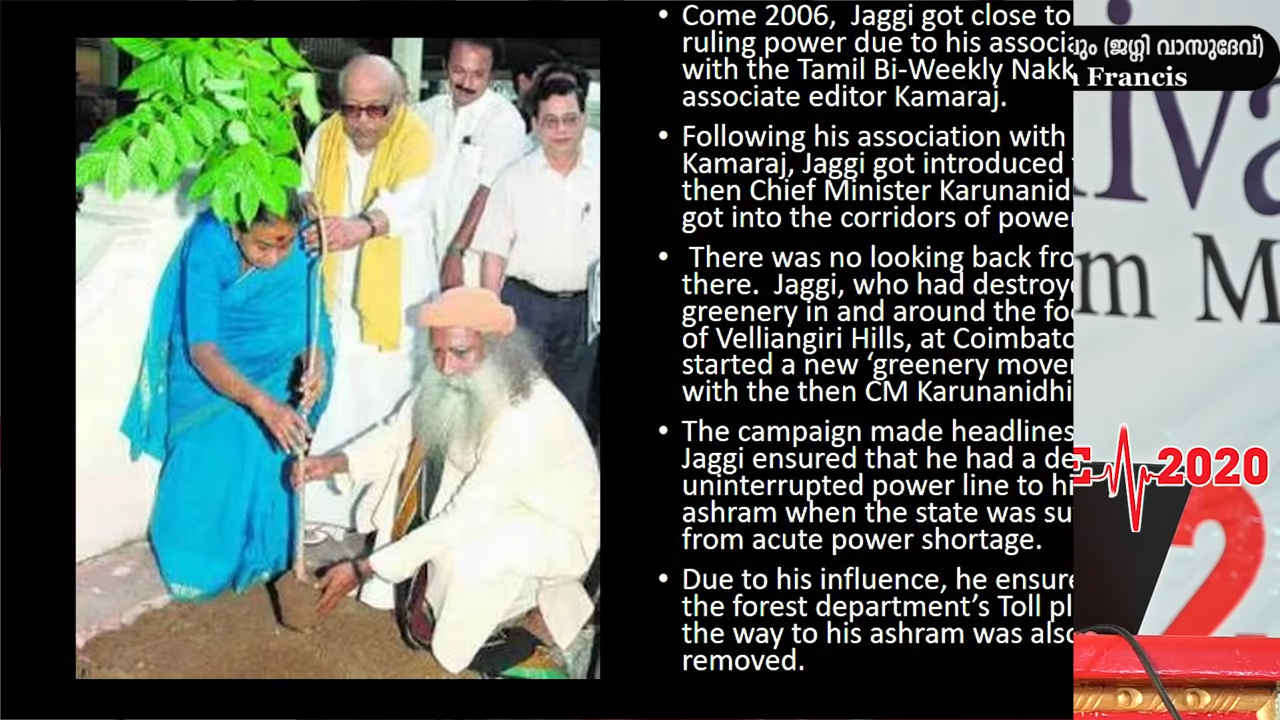 Come 2006, Jaggi got close to
ruling power due to his associa
with the Tamil Bi-Weekly Nakk
associate editor Kamaraj.
Following his association with
Kamaraj, Jaggi got introduced
then Chief Minister Karunanid
got into the corridors of power
There was no looking back fro
there. Jaggi, who had destroye
greenery in and around the foo
of Velliangiri Hills, at Coimbato
started a new ‘greenery mover
with the then CM Karunanidhi
The campaign made headlines
Jaggi ensured that he had a de
uninterrupted power line to hi
ashram when the state was su
from acute power shortage.
Due to his influence, he ensure
the forest department’s Toll pl
the way to his ashram was also
removed.
വും (ജഗ്ഗി വാസുദേവ്)
Francis
iva
m M
E 2020
2